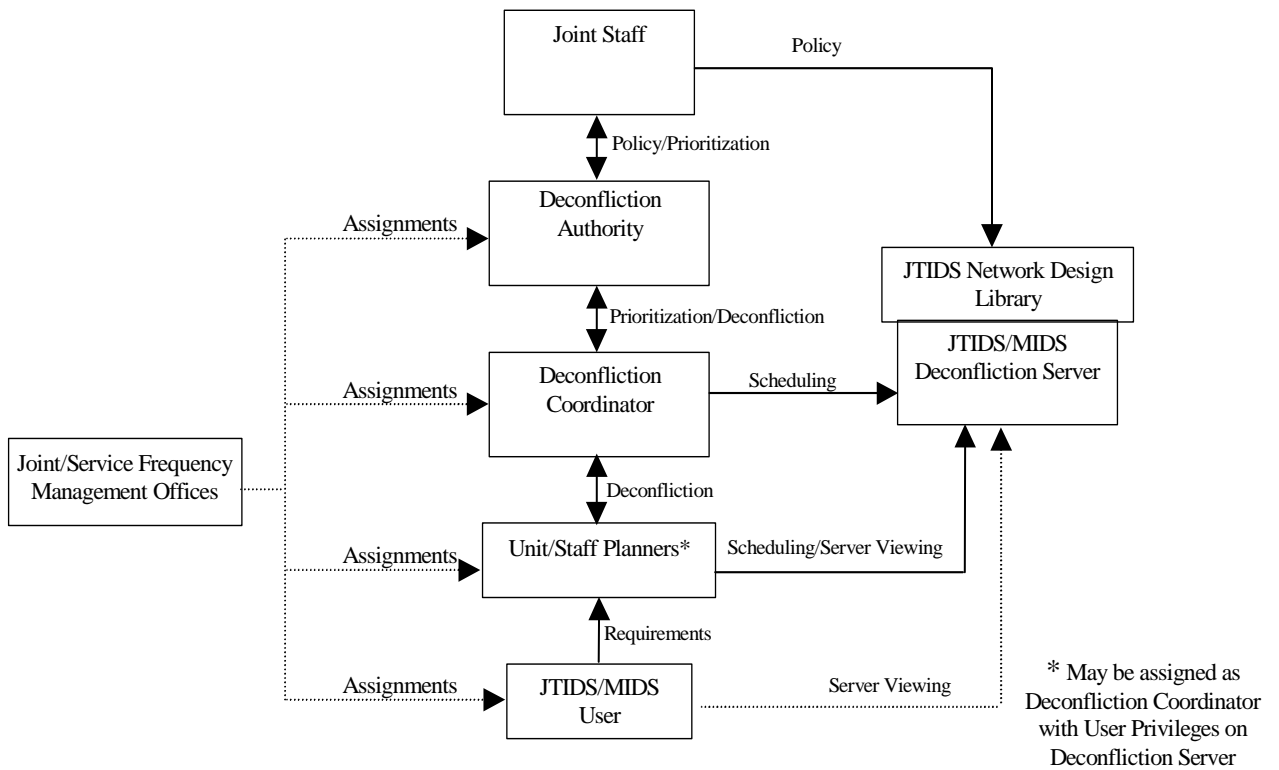 Joint Staff
Policy
Policy/Prioritization
Deconfliction
Authority
Assignments
JTIDS Network Design
Library
Prioritization/Deconfliction
JTIDS/MIDS
Deconfliction Server
Deconfliction
Coordinator
Scheduling
Assignments
Joint/Service Frequency
Management Offices
Deconfliction
Unit/Staff Planners*
Scheduling/Server Viewing
Assignments
Requirements
JTIDS/MIDS
User
Assignments
Server Viewing
* May be assigned as
Deconfliction Coordinator
with User Privileges on
Deconfliction Server